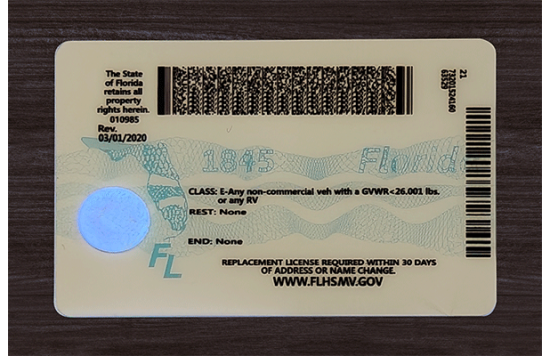 The State
of Florida
retains all
property
rights herein.
010985
Rev.
03/01/2020
1845 Florida
CLASS: E-Any non-commercial veh with a GVWR<26.001 lbs.
or any RV
REST: None
END: None
FL
REPLACEMENT LICENSE REQUIRED WITHIN 30 DAYS
OF ADDRESS OR NAME CHANGE.
WWW.FLHSMV.GOV